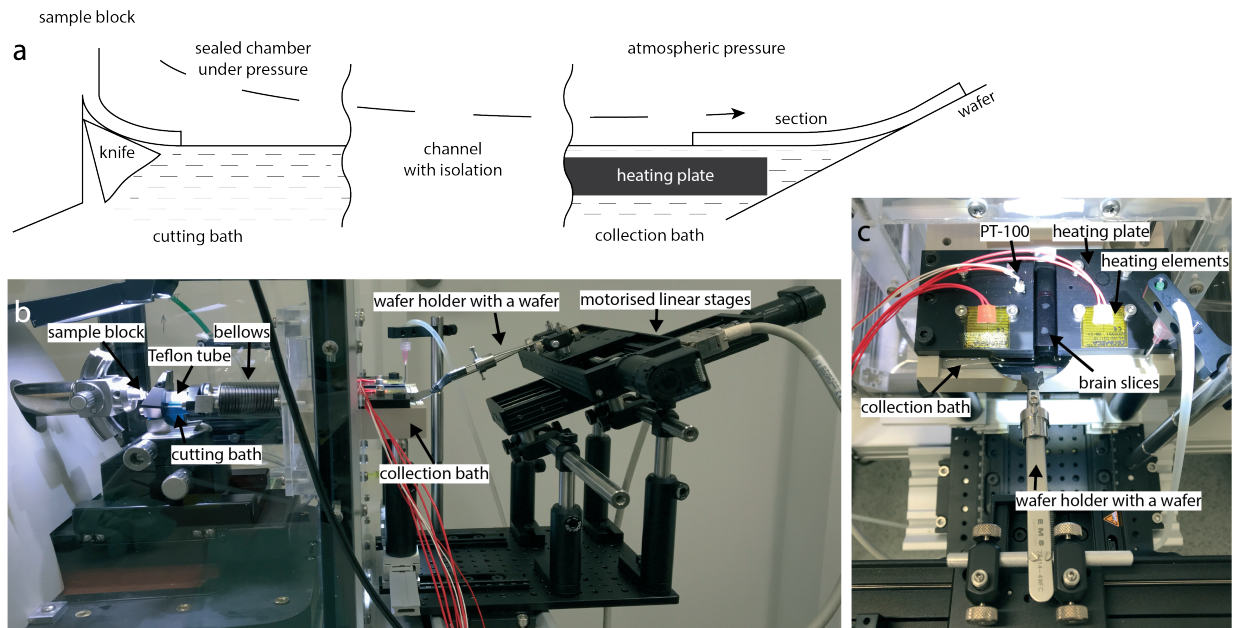 sample block
a
sealed chamber
under pressure
atmospheric pressure
knife
channel
with isolation
section
wafer
heating plate
cutting bath
collection bath
b
sample block
Teflon tube
bellows
cutting bath
wafer holder with a wafer
motorised linear stages
collection bath
c
PT-100
heating plate
heating elements
collection bath
brain slices
wafer holder with a wafer
EMS